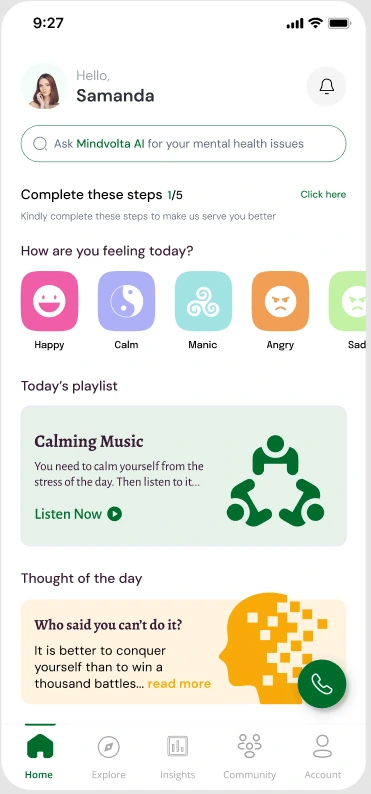 9:27
Hello,
Samanda
Ask Mindvolta AI for your mental health issues
Complete these steps 1/5
Click here
Kindly complete these steps to make us serve you better
How are you feeling today?
Happy
Calm
Manic
Angry
Sad
Today's playlist
Calming Music
You need to calm yourself from the
stress of the day. Then listen to it...
Listen Now
Thought of the day
Who said you can't do it?
It is better to conquer
yourself than to win a
thousand battles... read more
Home
Explore
Insights
Community
Account